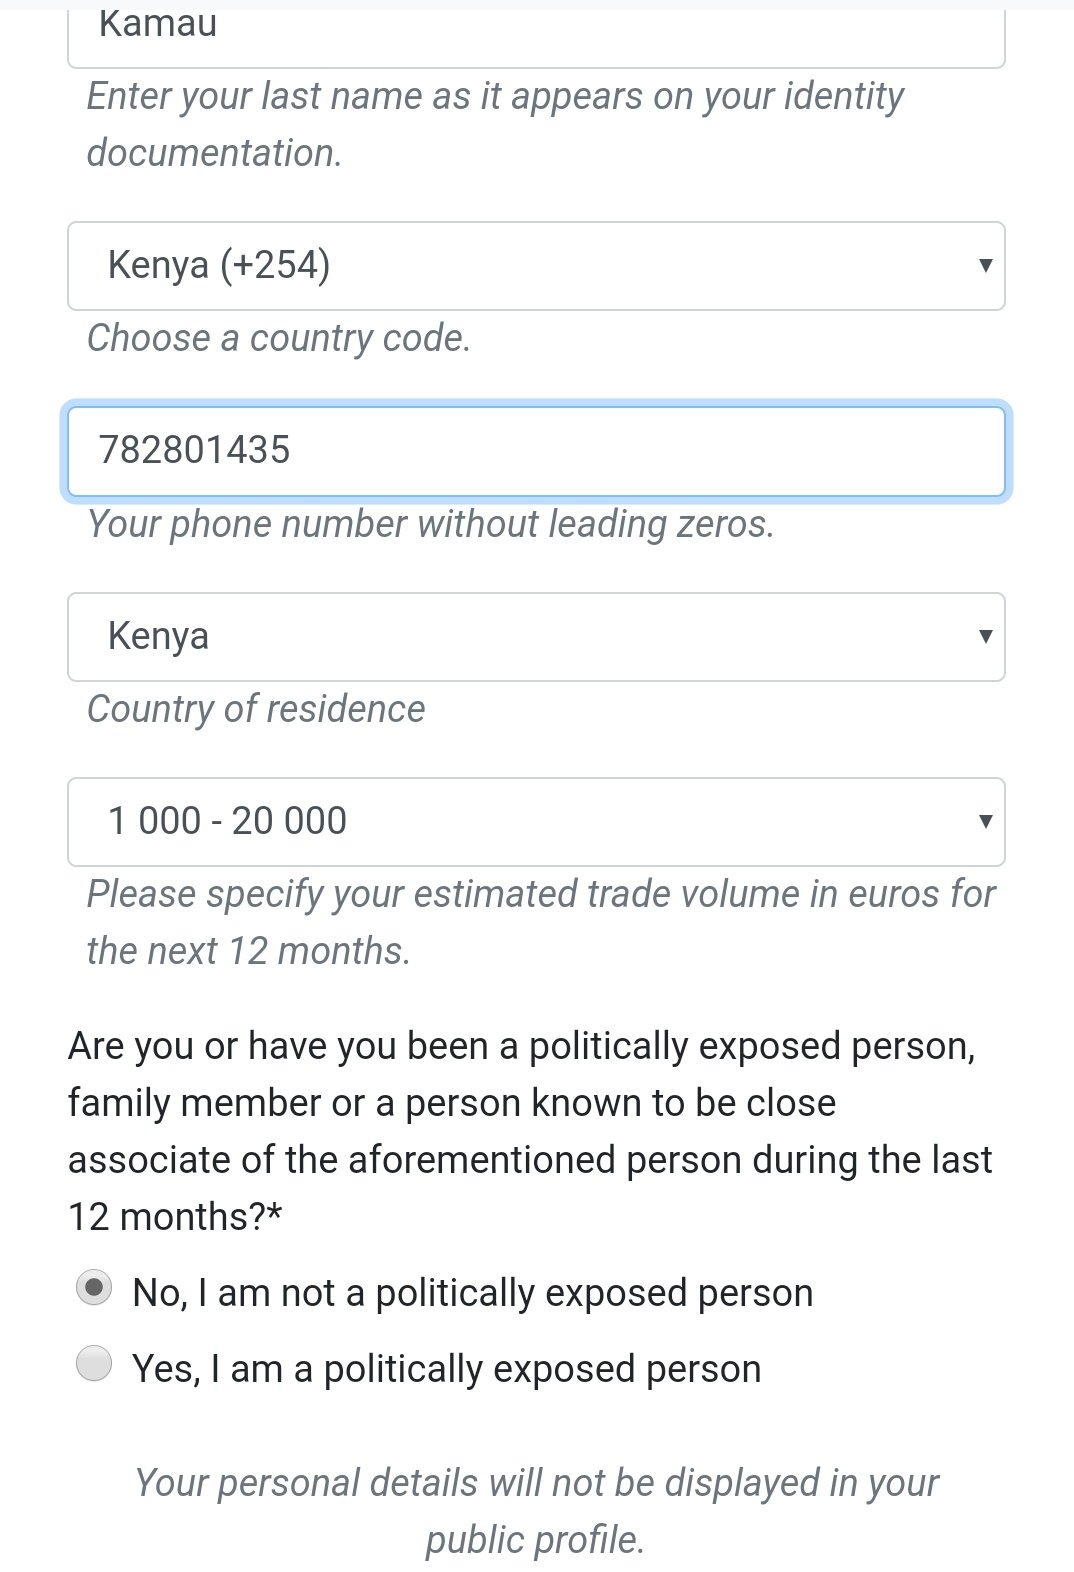 Kamau
Enter your last name as it appears on your identity
documentation.
Kenya (+254)
Choose a country code.
782801435
Your phone number without leading zeros.
Kenya
Country of residence
1 000 - 20 000
Please specify your estimated trade volume in euros for
the next 12 months.
Are you or have you been a politically exposed person,
family member or a person known to be close
associate of the aforementioned person during the last
12 months?*
No, I am not a politically exposed person
Yes, I am a politically exposed person
Your personal details will not be displayed in your
public profile.